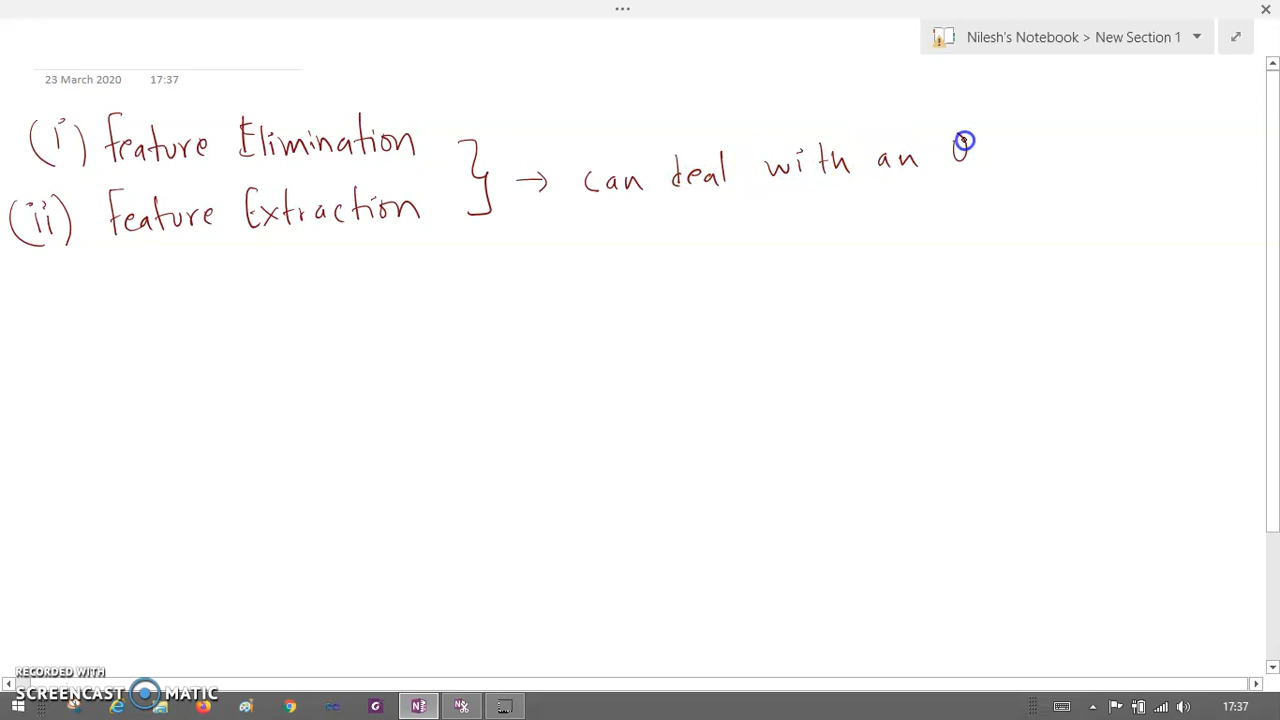 Nilesh's Notebook > New Section 1
23 March 2020 17:37
(i) Feature Elimination
(ii) Feature Extraction
→ can deal with an
RECORDED WITH
SCREENCAST MATIC
17:37